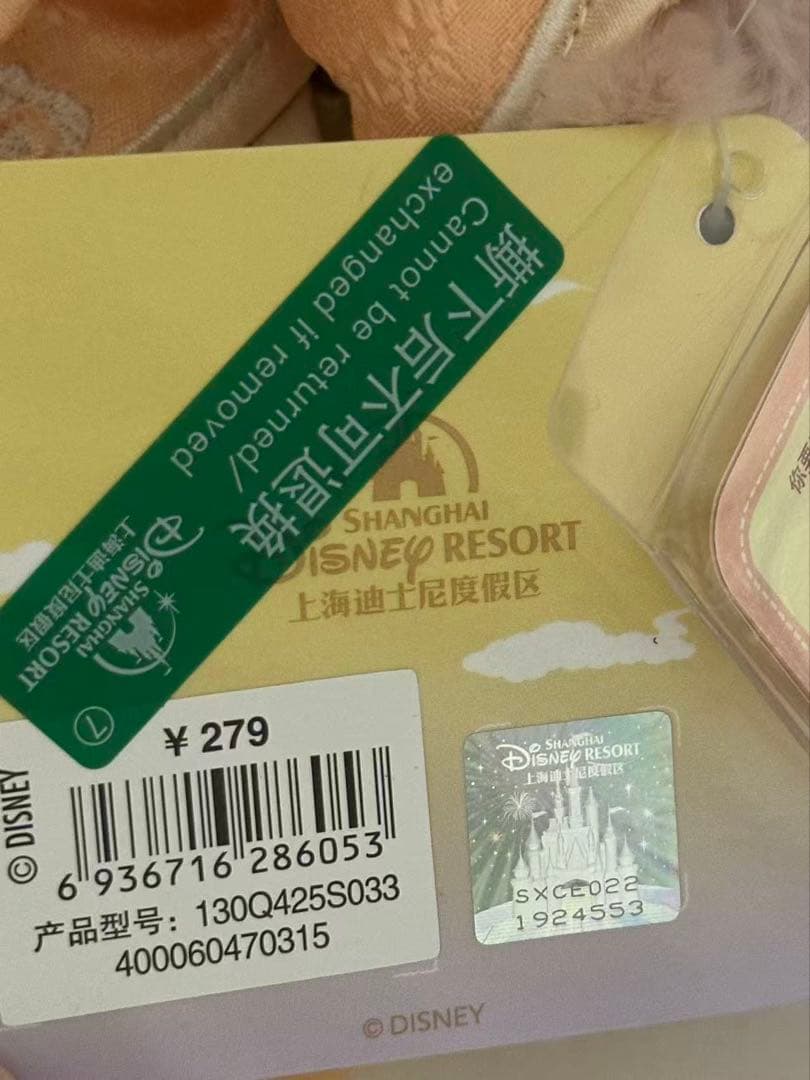 撕下后不可退换
Cannot be returned/
exchanged if removed
SHANGHAI
DISNEY RESORT
上海迪士尼度假区
7
SHANGHAI
DISNEY RESORT
上海迪士尼度假区
¥ 279
© DISNEY
6 936716 286053
产品型号: 130Q425S033
400060470315
SHANGHAI
DISNEY RESORT
上海迪士尼度假区
SXCE022
1924553
© DISNEY